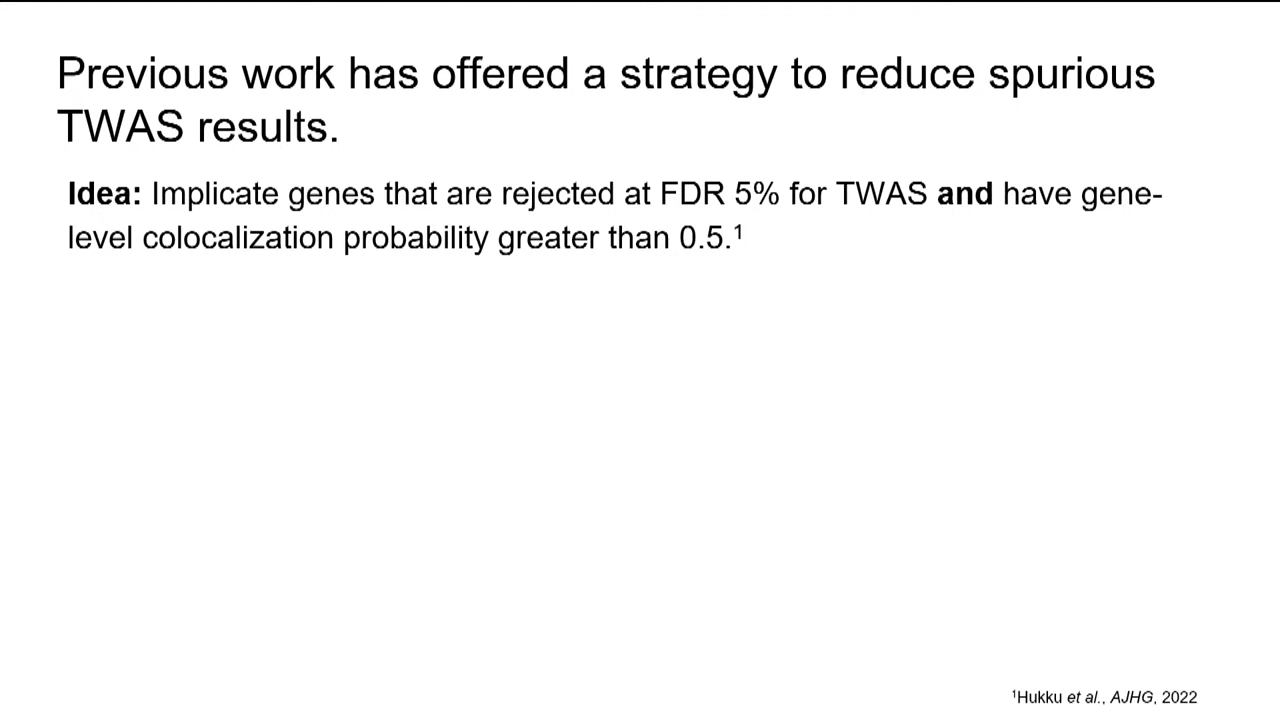 Previous work has offered a strategy to reduce spurious
TWAS results.
Idea: Implicate genes that are rejected at FDR 5% for TWAS and have gene-
level colocalization probability greater than 0.5.¹
¹Hukku et al., AJHG, 2022